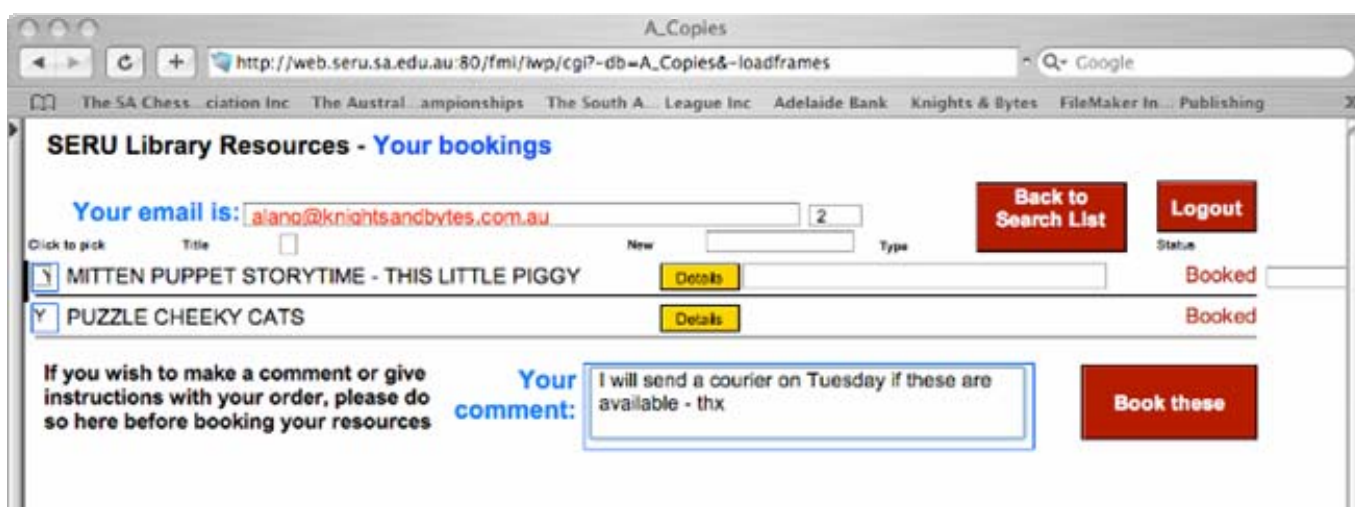 A_Copies
http://web.seru.sa.edu.au:80/fmi/iwp/cgi?-db=A_Copies&-loadframes
Google
The SA Chess...ciation Inc The Austral...ampionships The South A... League Inc Adelaide Bank Knights & Bytes FileMaker In... Publishing
SERU Library Resources - Your bookings
Your email is: alang@knightsandbytes.com.au 2
Back to
Search List
Logout
Click to pick Title New Type Status
Y MITTEN PUPPET STORYTIME - THIS LITTLE PIGGY Details Booked
Y PUZZLE CHEEKY CATS Details Booked
If you wish to make a comment or give
instructions with your order, please do
so here before booking your resources
Your
comment:
I will send a courier on Tuesday if these are
available - thx
Book these